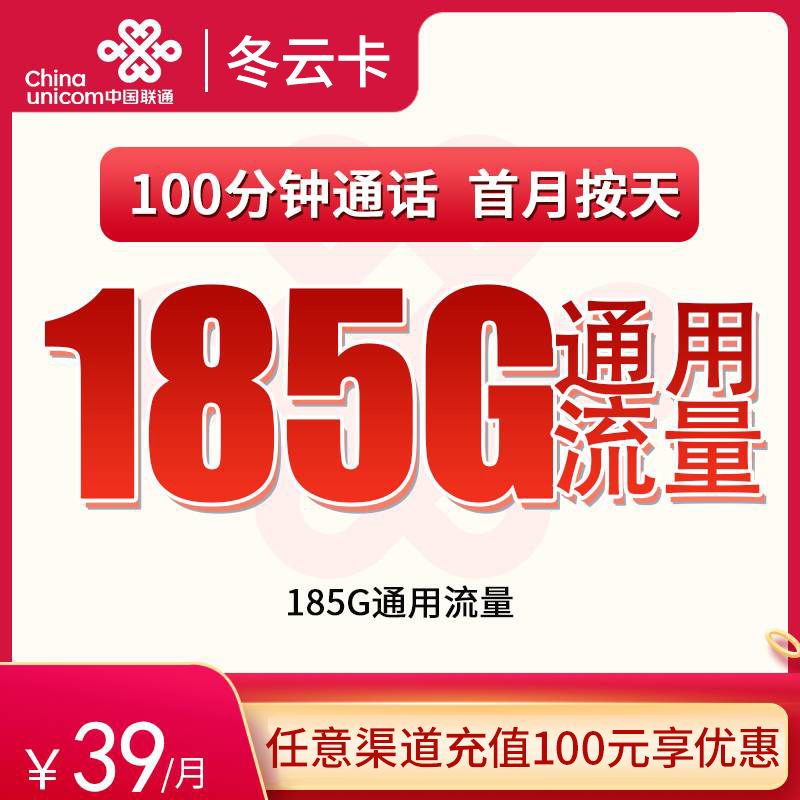 China
unicom中国联通
冬云卡
100分钟通话 首月按天
185G
通用
流量
185G通用流量
¥39/月
任意渠道充值100元享优惠